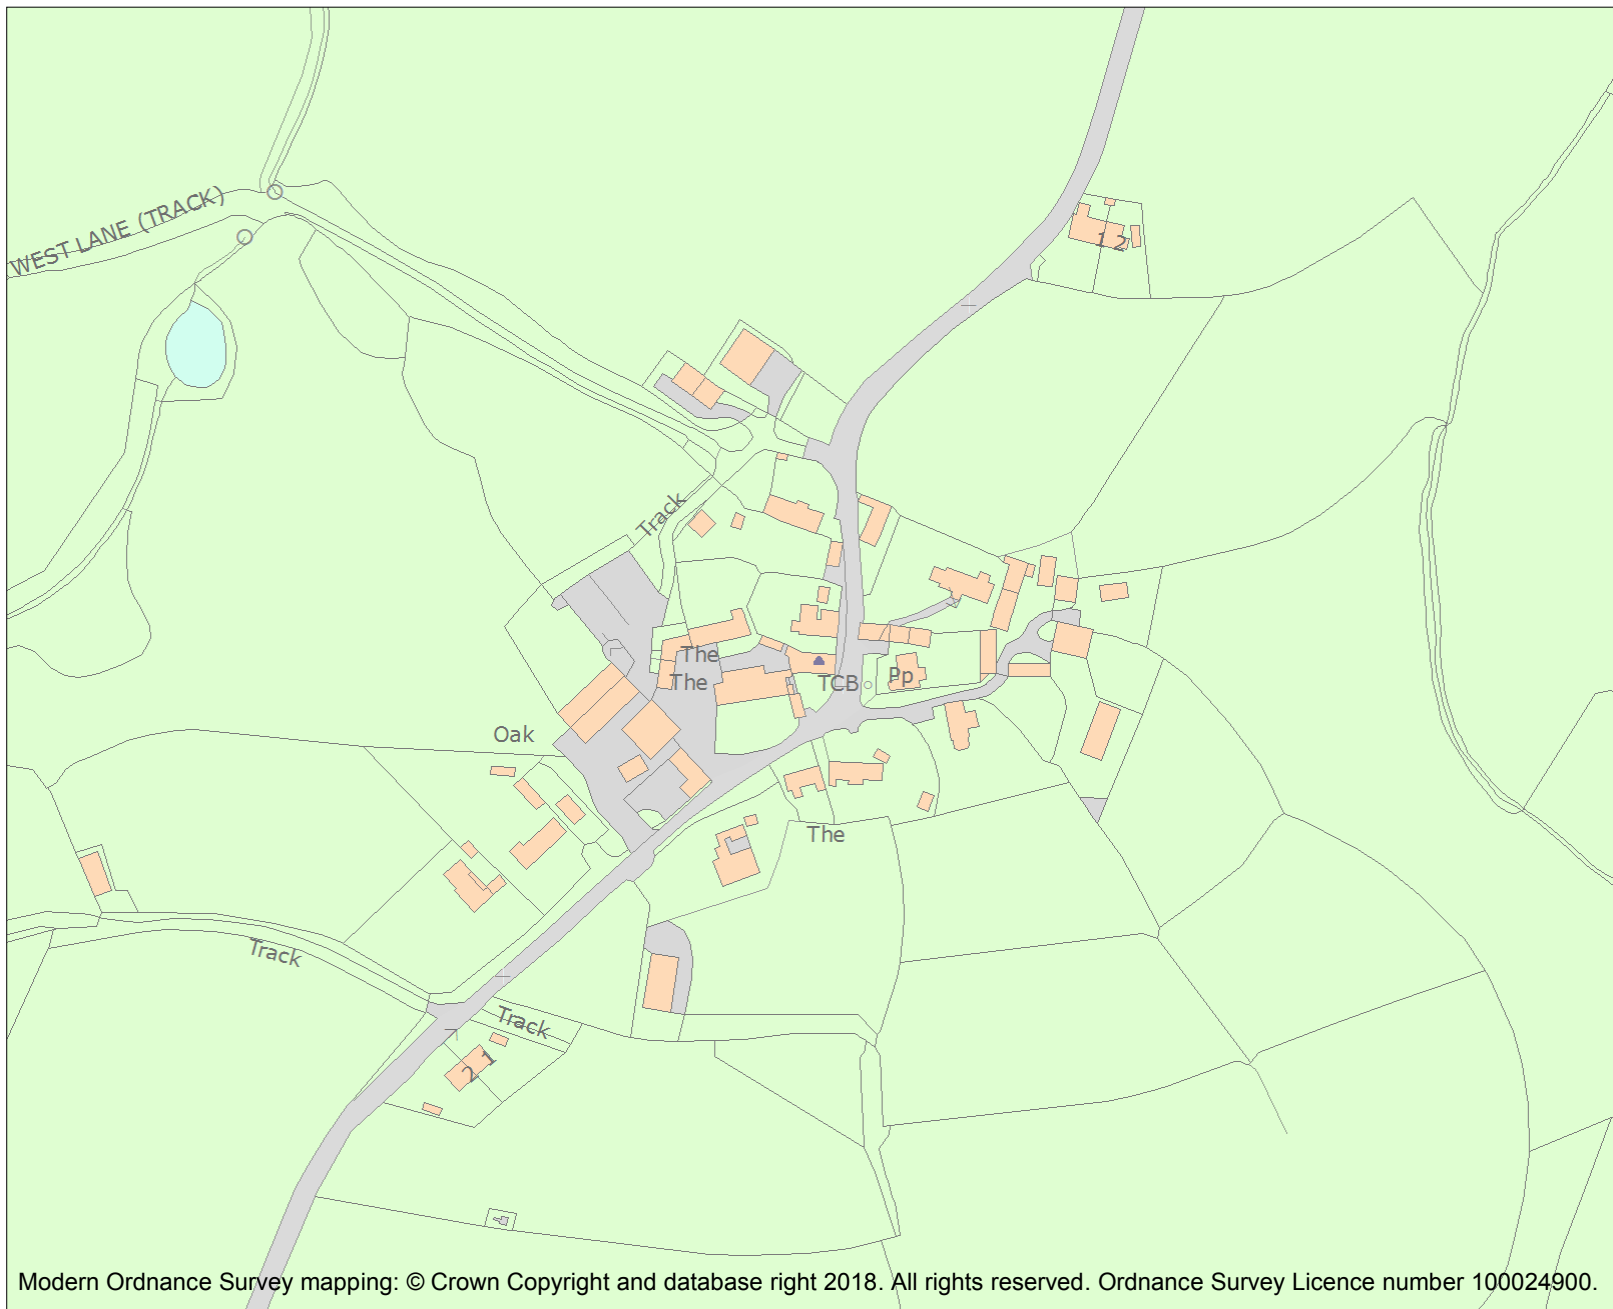 WEST LANE (TRACK)
1 2
Track
The
The
TCB
Pp
Oak
The
Track
Track
2 1
Modern Ordnance Survey mapping: © Crown Copyright and database right 2018. All rights reserved. Ordnance Survey Licence number 100024900.